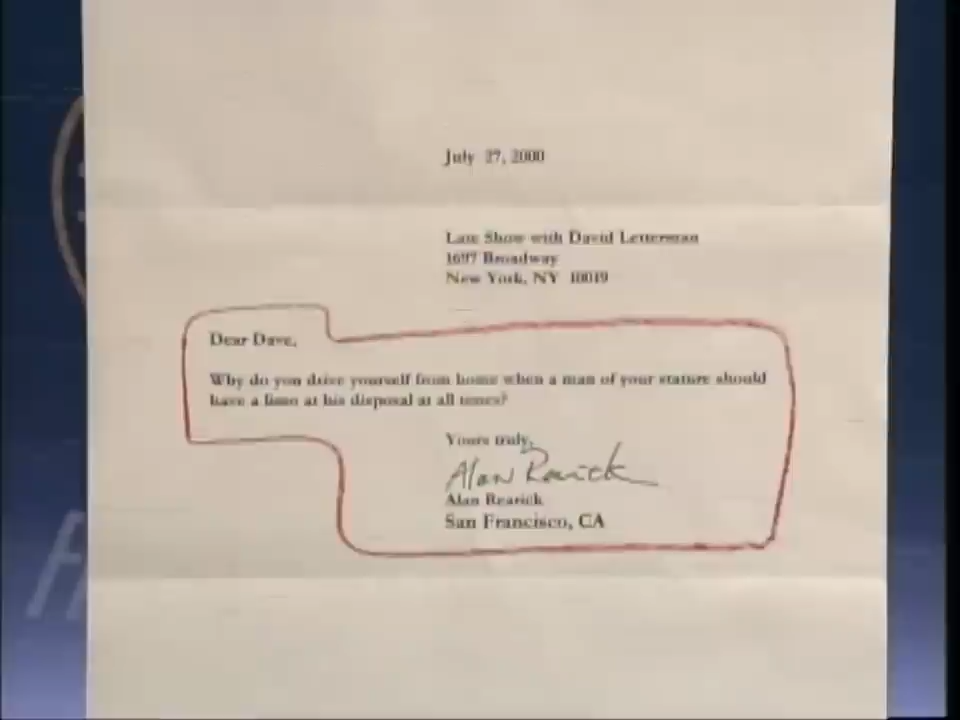 July 27, 2000
Late Show with David Letterman
1697 Broadway
New York, NY 10019
Dear Dave,
Why do you drive yourself from home when a man of your stature should
have a limo at his disposal at all times?
Yours truly,
Alan Rearick
Alan Rearick
San Francisco, CA